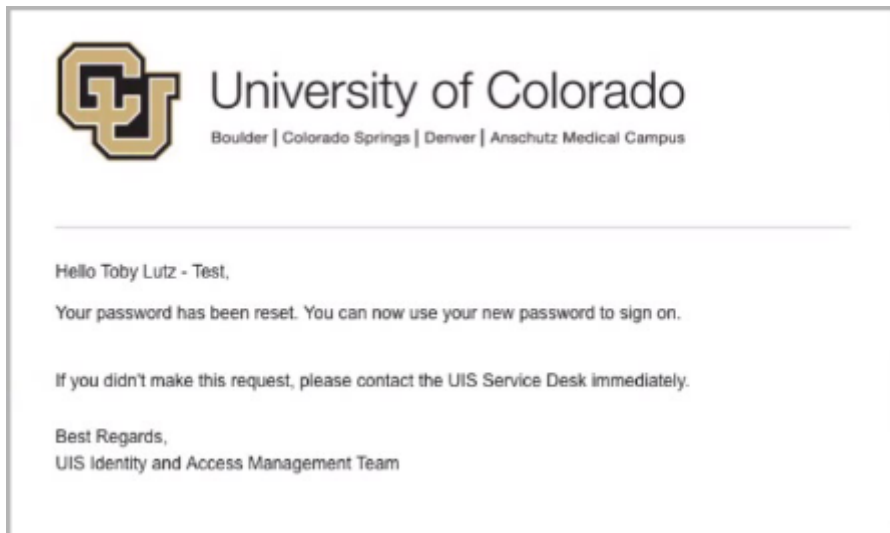 CU
University of Colorado
Boulder | Colorado Springs | Denver | Anschutz Medical Campus
Hello Toby Lutz - Test,
Your password has been reset. You can now use your new password to sign on.
If you didn't make this request, please contact the UIS Service Desk immediately.
Best Regards,
UIS Identity and Access Management Team